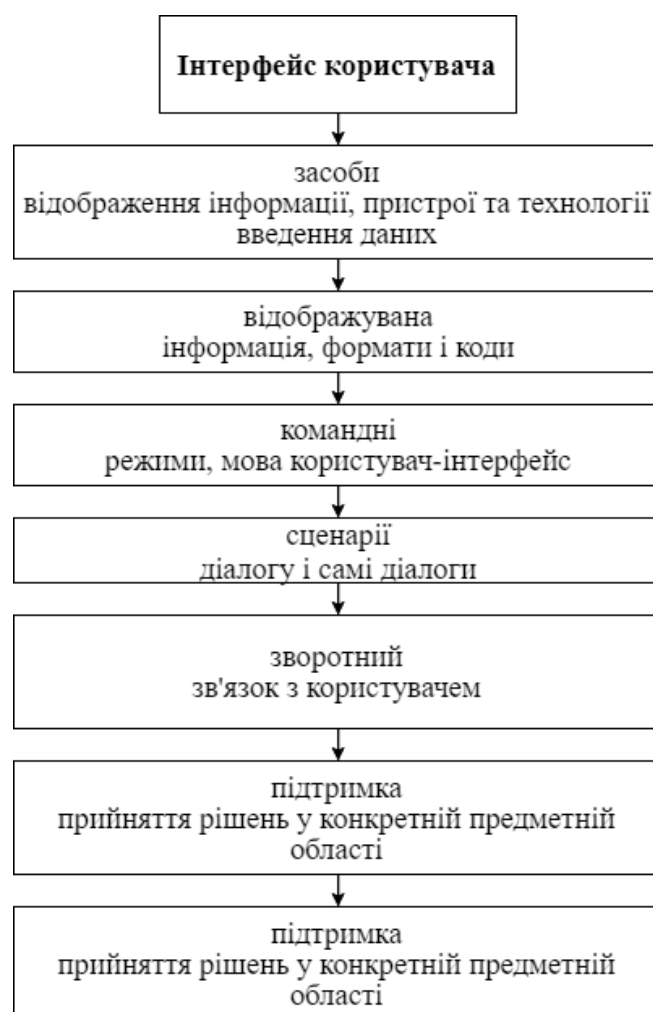 Інтерфейс користувача
засоби
відображення інформації, пристрої та технології
введення даних
відображувана
інформація, формати і коди
командні
режими, мова користувач-інтерфейс
сценарії
діалогу і самі діалоги
зворотний
зв'язок з користувачем
підтримка
прийняття рішень у конкретній предметній
області
підтримка
прийняття рішень у конкретній предметній
області